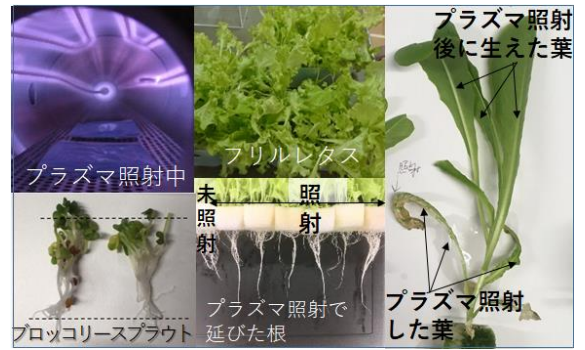 プラズマ照射中
フリルレタス
プラズマ照射
後に生えた葉
未照射
照射
ブロッコリースプラウト
プラズマ照射で
延びた根
プラズマ照射
した葉